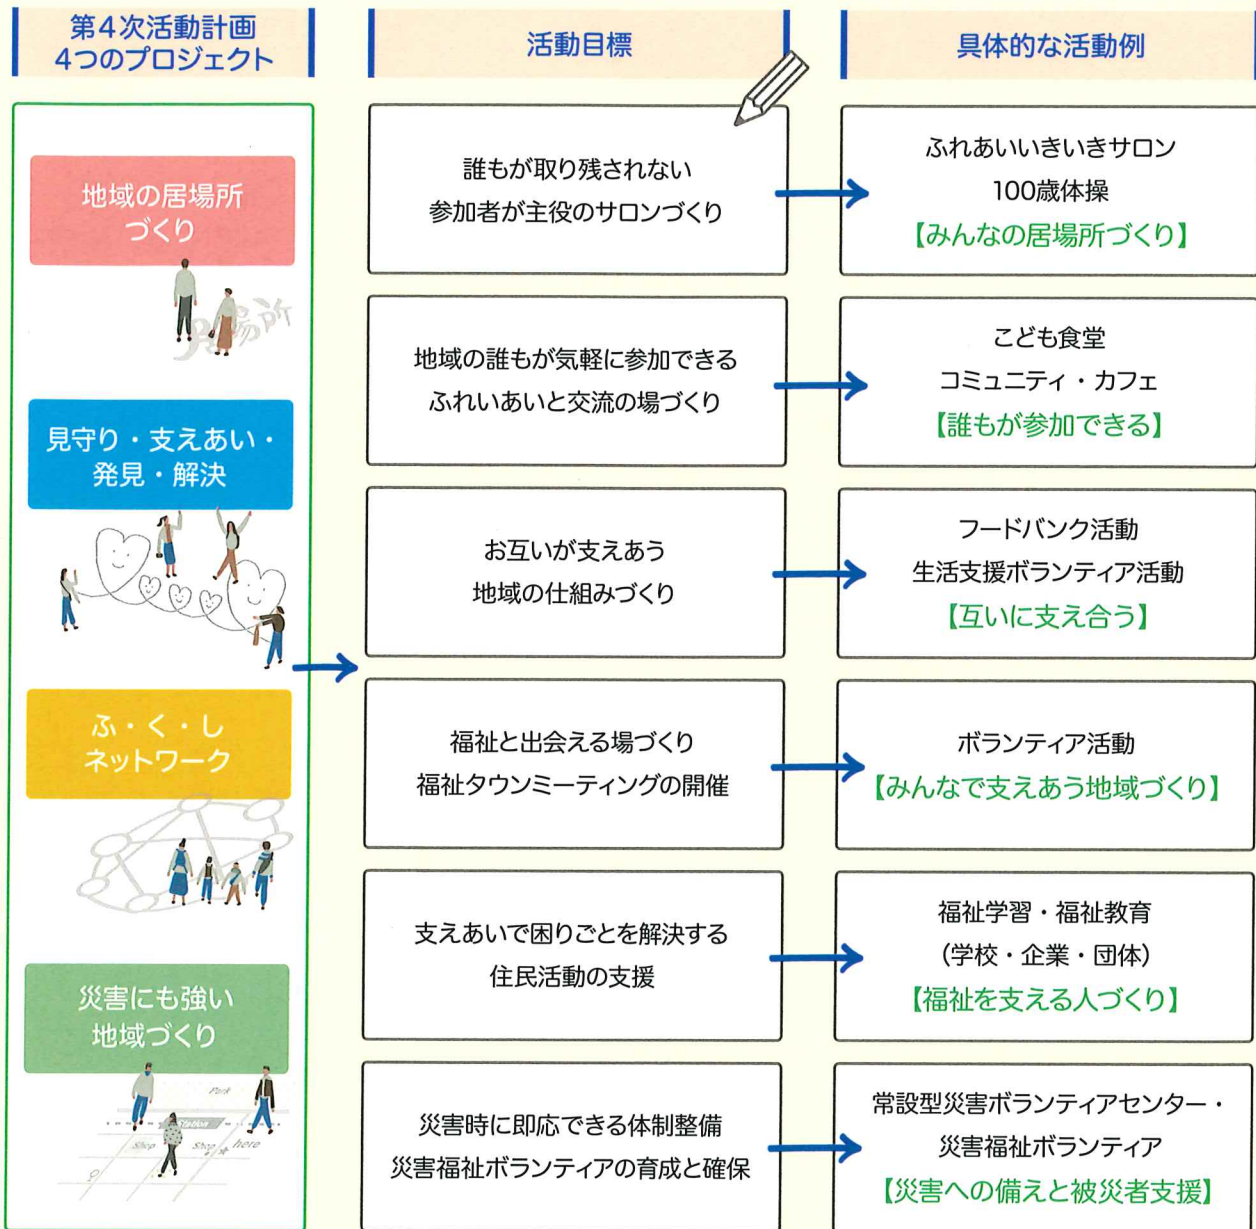 第4次活動計画
4つのプロジェクト
活動目標
具体的な活動例
地域の居場所
づくり
居場所
見守り・支えあい・
発見・解決
ふ・く・し
ネットワーク
災害にも強い
地域づくり
Park
Station
Shop
Shop
here
誰もが取り残されない
参加者が主役のサロンづくり
ふれあいいきいきサロン
100歳体操
【みんなの居場所づくり】
地域の誰もが気軽に参加できる
ふれいあいと交流の場づくり
こども食堂
コミュニティ・カフェ
【誰もが参加できる】
お互いが支えあう
地域の仕組みづくり
フードバンク活動
生活支援ボランティア活動
【互いに支え合う】
福祉と出会える場づくり
福祉タウンミーティングの開催
ボランティア活動
【みんなで支えあう地域づくり】
支えあいで困りごとを解決する
住民活動の支援
福祉学習・福祉教育
（学校・企業・団体）
【福祉を支える人づくり】
災害時に即応できる体制整備
災害福祉ボランティアの育成と確保
常設型災害ボランティアセンター・
災害福祉ボランティア
【災害への備えと被災者支援】